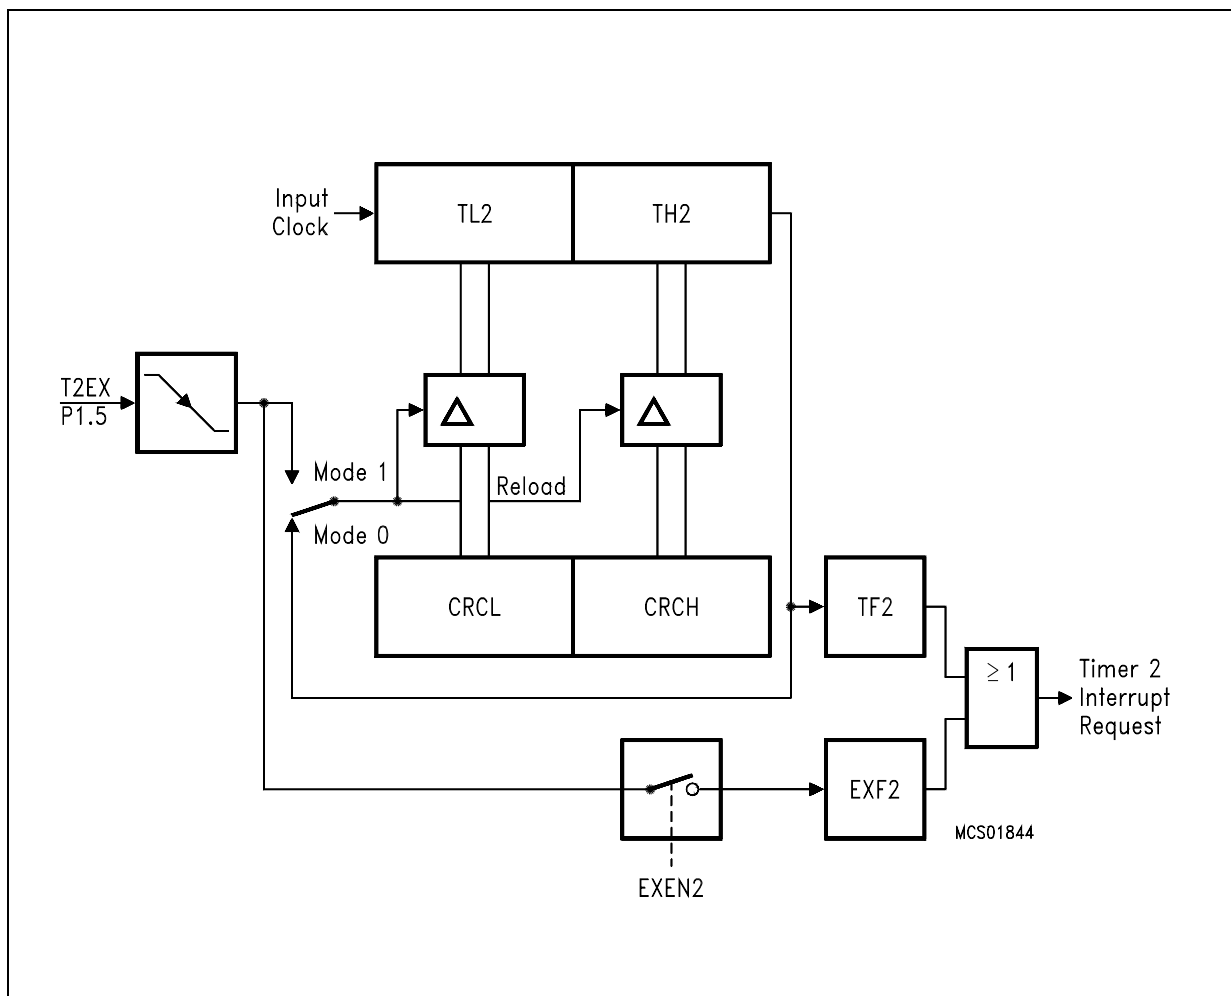 Input
Clock
TL2
TH2
T2EX
P1.5
Mode 1
Reload
Mode 0
CRCL
CRCH
TF2
≥ 1
Timer 2
Interrupt
Request
EXF2
MCS01844
EXEN2